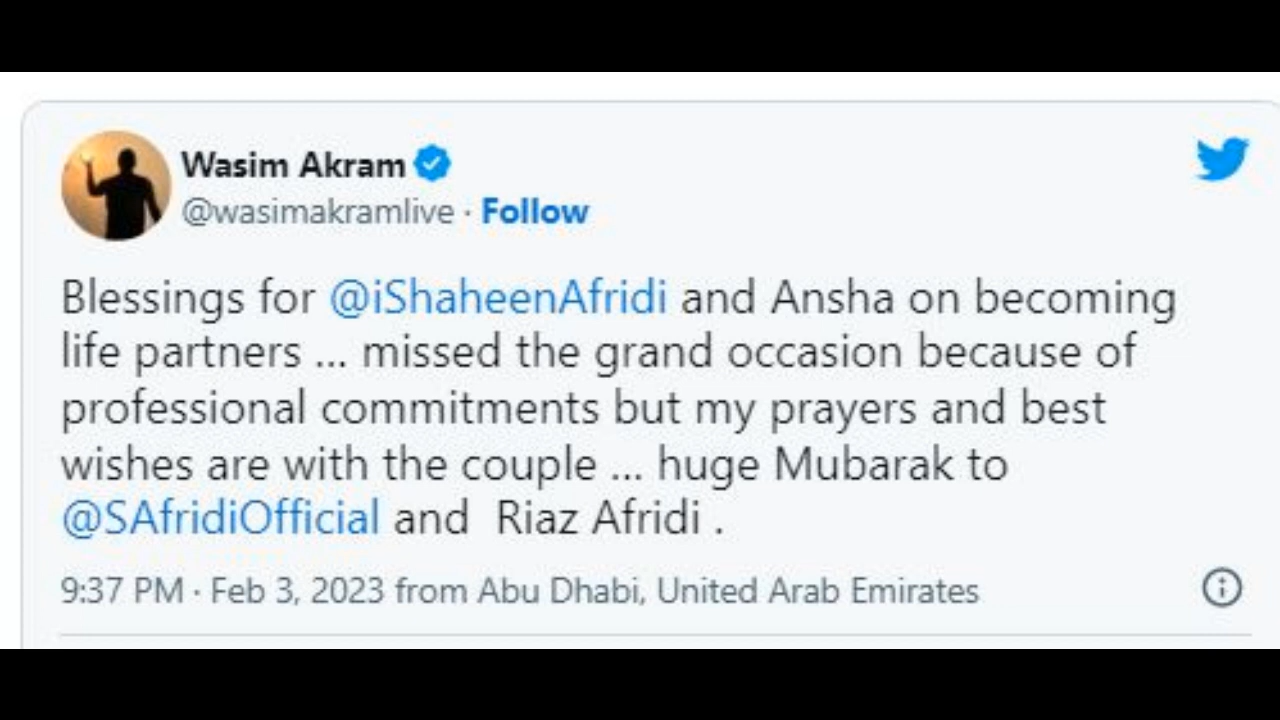 Wasim Akram
@wasimakramlive · Follow
Blessings for @iShaheenAfridi and Ansha on becoming
life partners ... missed the grand occasion because of
professional commitments but my prayers and best
wishes are with the couple ... huge Mubarak to
@SAfridiOfficial and  Riaz Afridi .
9:37 PM · Feb 3, 2023 from Abu Dhabi, United Arab Emirates